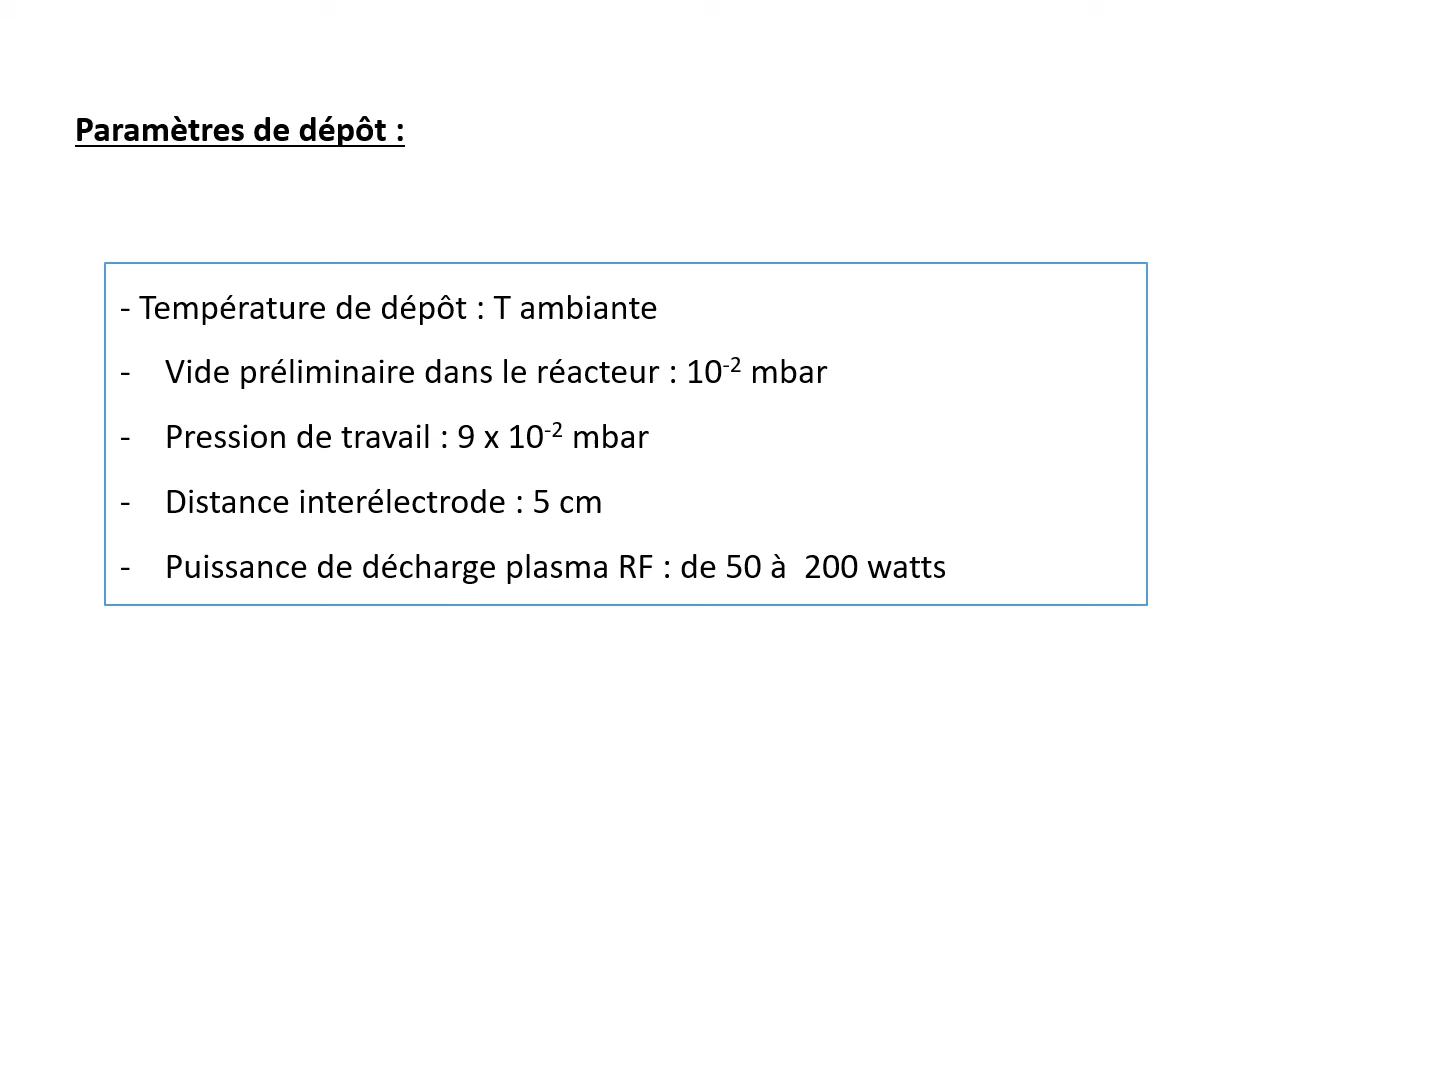 Paramètres de dépôt :
- Température de dépôt : T ambiante
- Vide préliminaire dans le réacteur : 10⁻² mbar
- Pression de travail : 9 x 10⁻² mbar
- Distance interélectrode : 5 cm
- Puissance de décharge plasma RF : de 50 à  200 watts